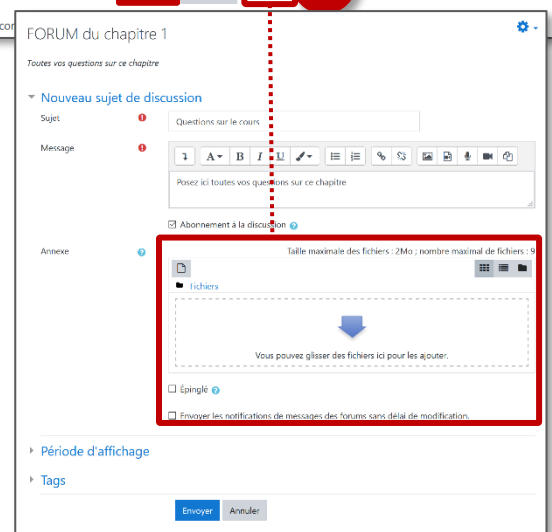 FORUM du chapitre 1
Toutes vos questions sur ce chapitre
Nouveau sujet de discussion
Sujet
Questions sur le cours
Message
A B I U
Posez ici toutes vos questions sur ce chapitre
Abonnement à la discussion
Annexe
Taille maximale des fichiers : 2Mo ; nombre maximal de fichiers : 9
Fichiers
Vous pouvez glisser des fichiers ici pour les ajouter.
Épinglé
Envoyer les notifications de messages des forums sans délai de modification.
Période d'affichage
Tags
Envoyer Annuler